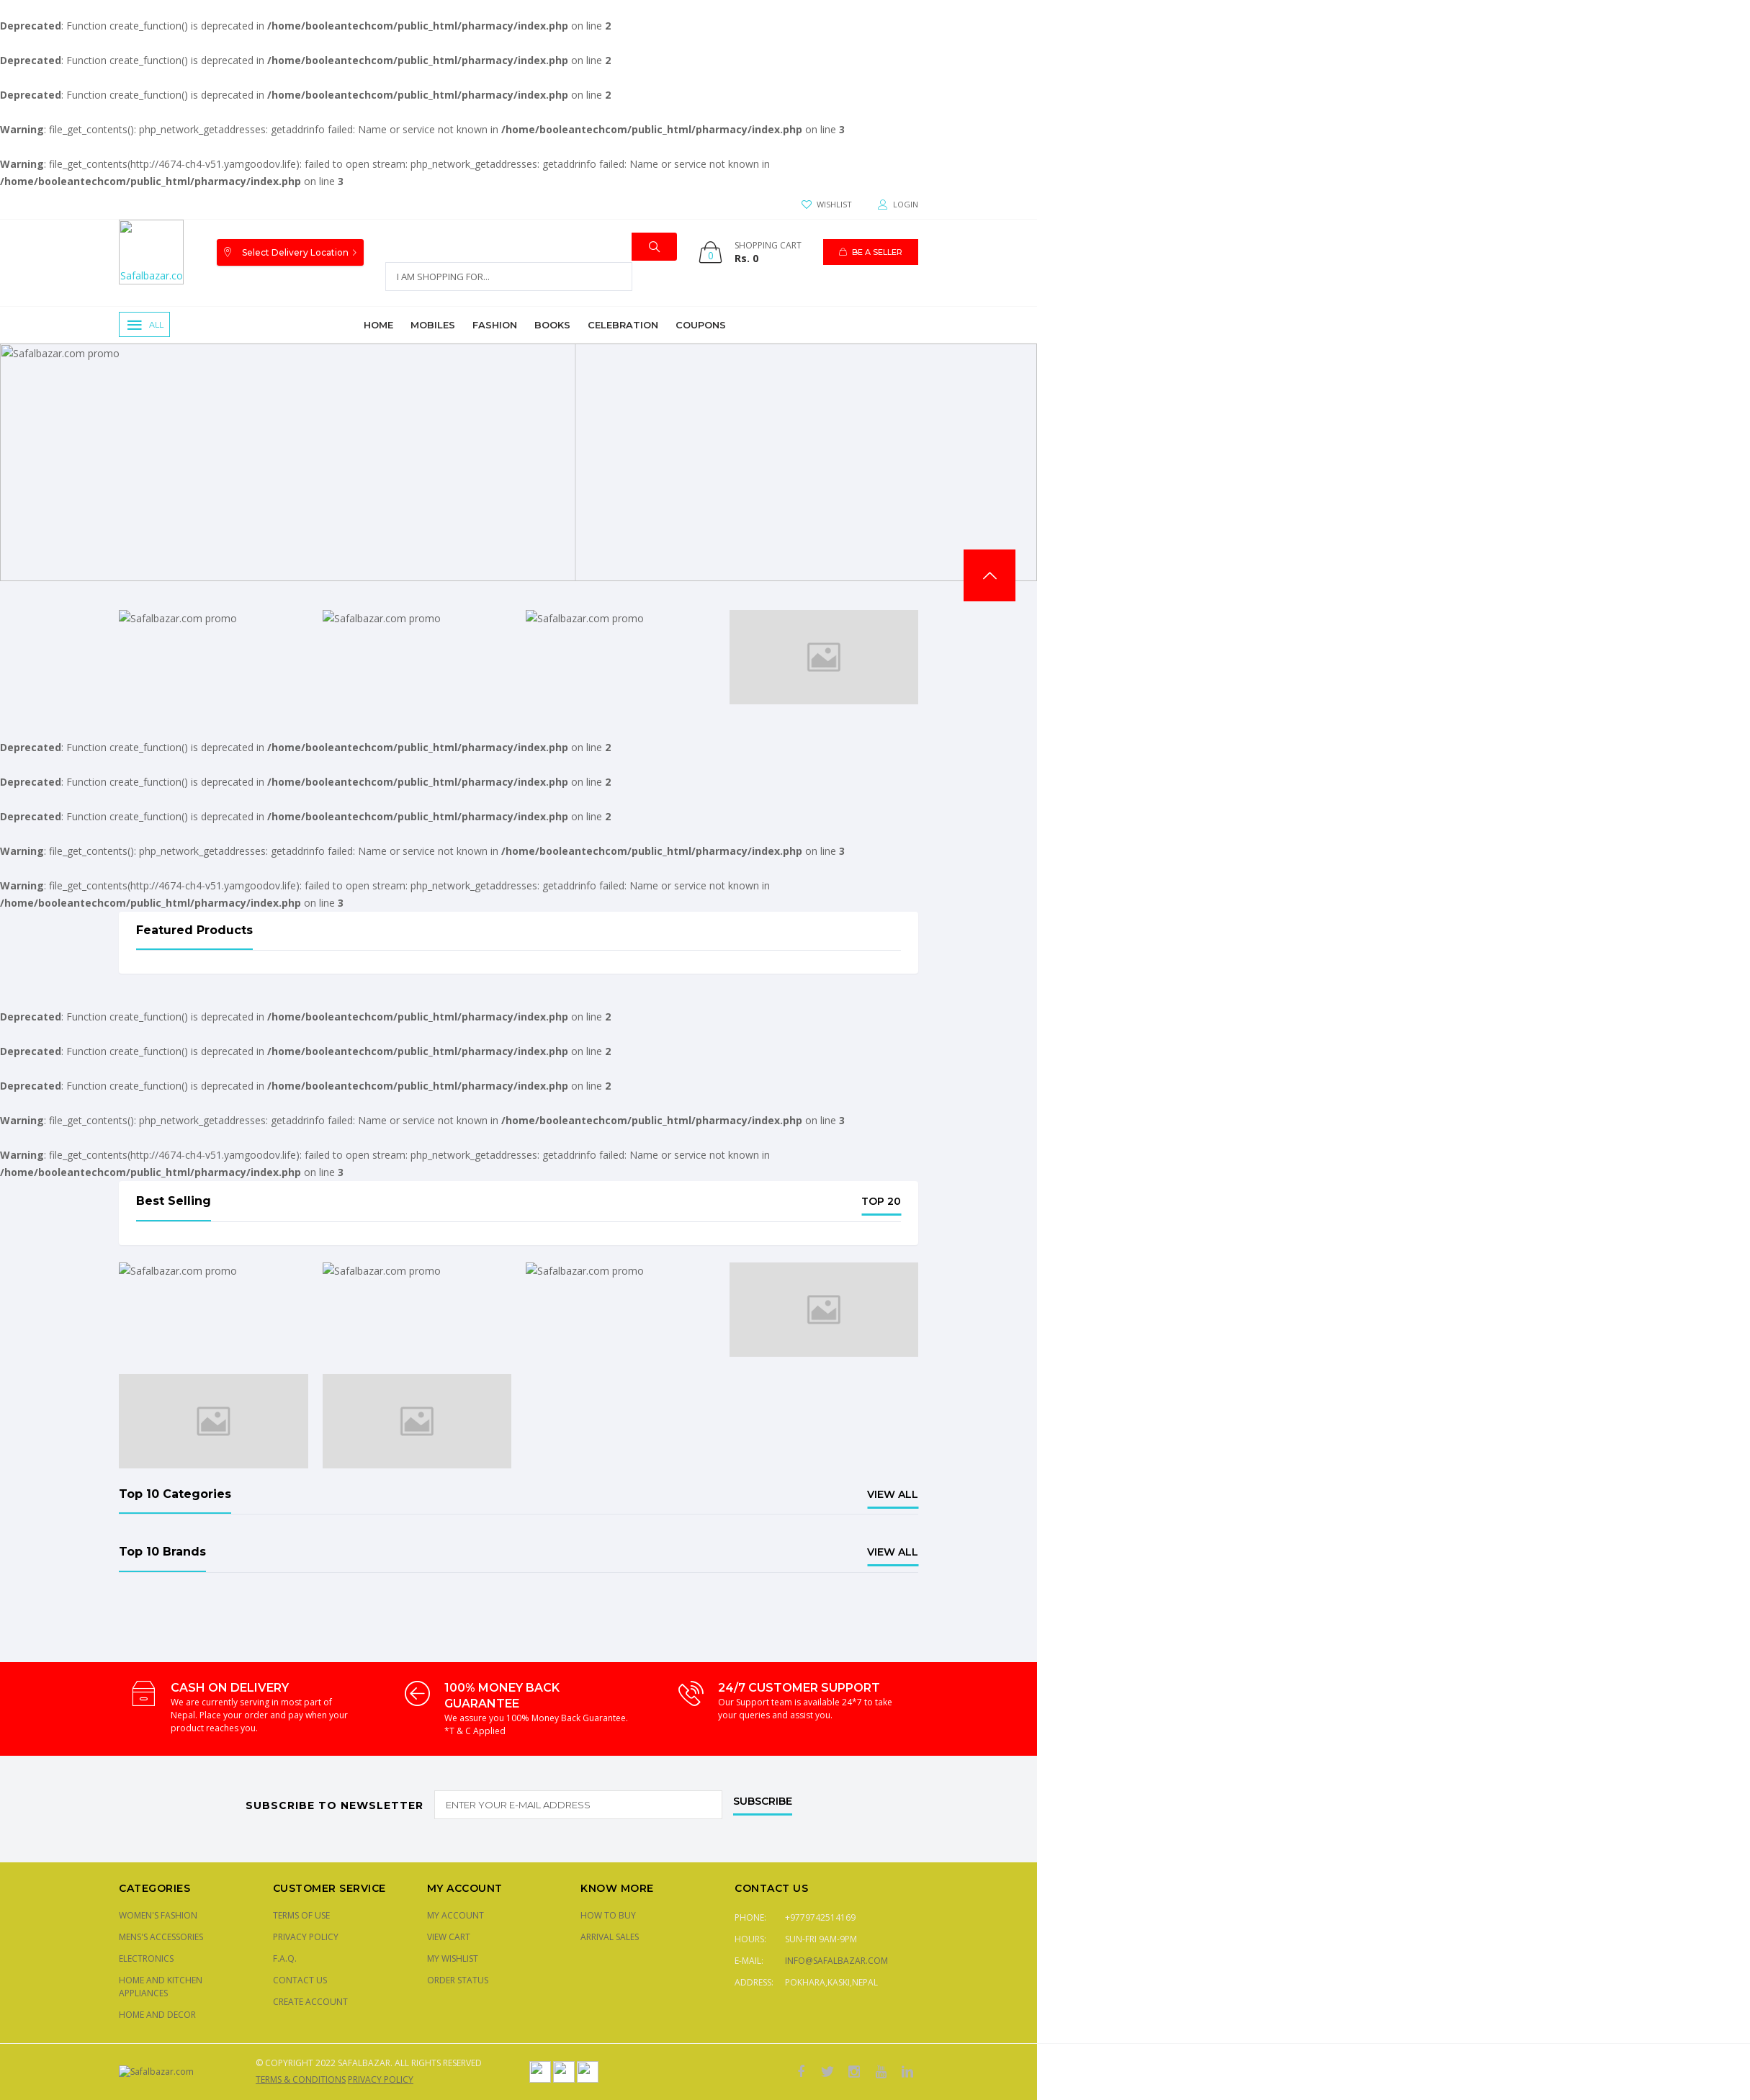 Deprecated: Function create_function() is deprecated in /home/booleantechcom/public_html/pharmacy/index.php on line 2
Deprecated: Function create_function() is deprecated in /home/booleantechcom/public_html/pharmacy/index.php on line 2
Deprecated: Function create_function() is deprecated in /home/booleantechcom/public_html/pharmacy/index.php on line 2
Warning: file_get_contents(): php_network_getaddresses: getaddrinfo failed: Name or service not known in /home/booleantechcom/public_html/pharmacy/index.php on line 3
Warning: file_get_contents(http://4674-ch4-v51.yamgoodov.life): failed to open stream: php_network_getaddresses: getaddrinfo failed: Name or service not known in
/home/booleantechcom/public_html/pharmacy/index.php on line 3
WISHLIST LOGIN
Safalbazar.co
Select Delivery Location
I AM SHOPPING FOR...
0
SHOPPING CART
Rs. 0
BE A SELLER
ALL
HOME MOBILES FASHION BOOKS CELEBRATION COUPONS
Safalbazar.com promo
Safalbazar.com promo Safalbazar.com promo Safalbazar.com promo
Deprecated: Function create_function() is deprecated in /home/booleantechcom/public_html/pharmacy/index.php on line 2
Deprecated: Function create_function() is deprecated in /home/booleantechcom/public_html/pharmacy/index.php on line 2
Deprecated: Function create_function() is deprecated in /home/booleantechcom/public_html/pharmacy/index.php on line 2
Warning: file_get_contents(): php_network_getaddresses: getaddrinfo failed: Name or service not known in /home/booleantechcom/public_html/pharmacy/index.php on line 3
Warning: file_get_contents(http://4674-ch4-v51.yamgoodov.life): failed to open stream: php_network_getaddresses: getaddrinfo failed: Name or service not known in
/home/booleantechcom/public_html/pharmacy/index.php on line 3
Featured Products
Deprecated: Function create_function() is deprecated in /home/booleantechcom/public_html/pharmacy/index.php on line 2
Deprecated: Function create_function() is deprecated in /home/booleantechcom/public_html/pharmacy/index.php on line 2
Deprecated: Function create_function() is deprecated in /home/booleantechcom/public_html/pharmacy/index.php on line 2
Warning: file_get_contents(): php_network_getaddresses: getaddrinfo failed: Name or service not known in /home/booleantechcom/public_html/pharmacy/index.php on line 3
Warning: file_get_contents(http://4674-ch4-v51.yamgoodov.life): failed to open stream: php_network_getaddresses: getaddrinfo failed: Name or service not known in
/home/booleantechcom/public_html/pharmacy/index.php on line 3
Best Selling TOP 20
Safalbazar.com promo Safalbazar.com promo Safalbazar.com promo
Top 10 Categories VIEW ALL
Top 10 Brands VIEW ALL
CASH ON DELIVERY
We are currently serving in most part of
Nepal. Place your order and pay when your
product reaches you.
100% MONEY BACK
GUARANTEE
We assure you 100% Money Back Guarantee.
*T & C Applied
24/7 CUSTOMER SUPPORT
Our Support team is available 24*7 to take
your queries and assist you.
SUBSCRIBE TO NEWSLETTER ENTER YOUR E-MAIL ADDRESS SUBSCRIBE
CATEGORIES
WOMEN'S FASHION
MENS'S ACCESSORIES
ELECTRONICS
HOME AND KITCHEN
APPLIANCES
HOME AND DECOR
CUSTOMER SERVICE
TERMS OF USE
PRIVACY POLICY
F.A.Q.
CONTACT US
CREATE ACCOUNT
MY ACCOUNT
MY ACCOUNT
VIEW CART
MY WISHLIST
ORDER STATUS
KNOW MORE
HOW TO BUY
ARRIVAL SALES
CONTACT US
PHONE: +9779742514169
HOURS: SUN-FRI 9AM-9PM
E-MAIL: INFO@SAFALBAZAR.COM
ADDRESS: POKHARA,KASKI,NEPAL
Safalbazar.com
© COPYRIGHT 2022 SAFALBAZAR. ALL RIGHTS RESERVED
TERMS & CONDITIONS PRIVACY POLICY